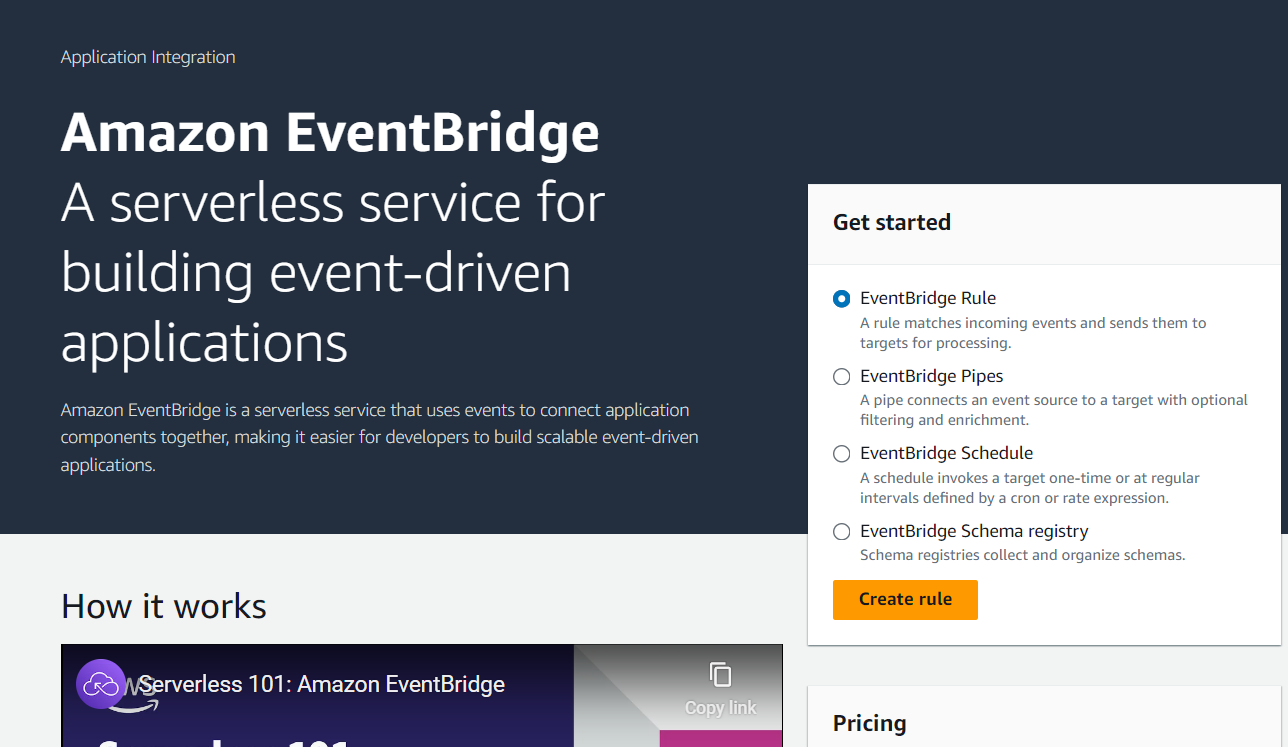 Application Integration
Amazon EventBridge
A serverless service for
building event-driven
applications
Amazon EventBridge is a serverless service that uses events to connect application
components together, making it easier for developers to build scalable event-driven
applications.
Get started
EventBridge Rule
A rule matches incoming events and sends them to
targets for processing.
EventBridge Pipes
A pipe connects an event source to a target with optional
filtering and enrichment.
EventBridge Schedule
A schedule invokes a target one-time or at regular
intervals defined by a cron or rate expression.
EventBridge Schema registry
Schema registries collect and organize schemas.
Create rule
How it works
Serverless 101: Amazon EventBridge
Copy link
Pricing